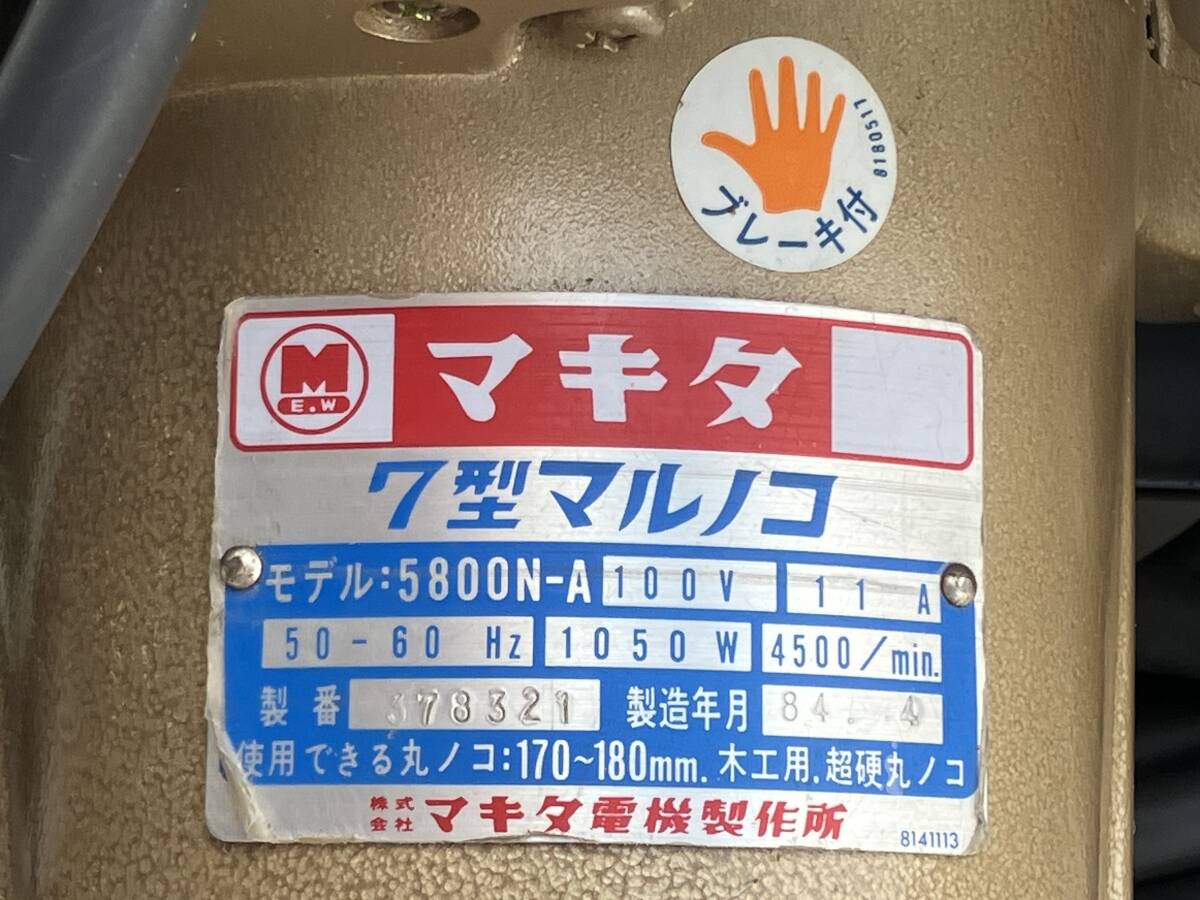 8180511
ブレーキ付
M
E.W
マキタ
7型マルノコ
モデル:5800N-A 100V 11 A
50-60 Hz 1050 W 4500/min.
製番 378321 製造年月 84. 4
使用できる丸ノコ:170~180mm. 木工用.超硬丸ノコ
株式会社 マキタ電機製作所
8141113